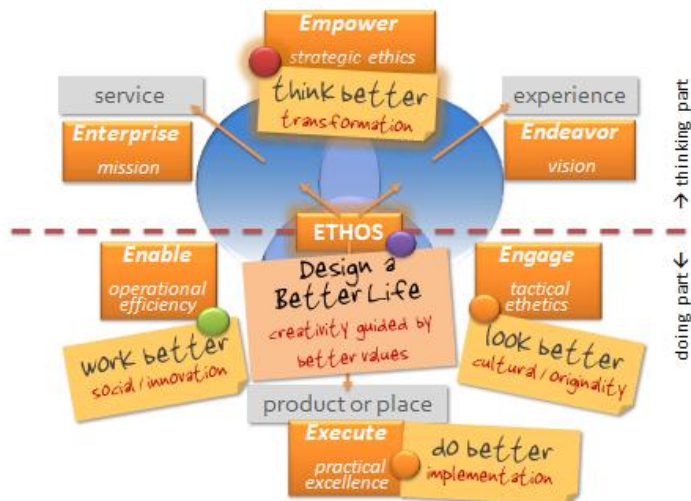 Empower
strategic ethics
think better
transformation
service
experience
Enterprise
mission
Endeavor
vision
→ thinking part
ETHOS
Design a
Better Life
creativity guided by
better values
Enable
operational
efficiency
work better
social/innovation
Engage
tactical
ethetics
look better
cultural/originality
doing part ←
product or place
Execute
practical
excellence
do better
implementation